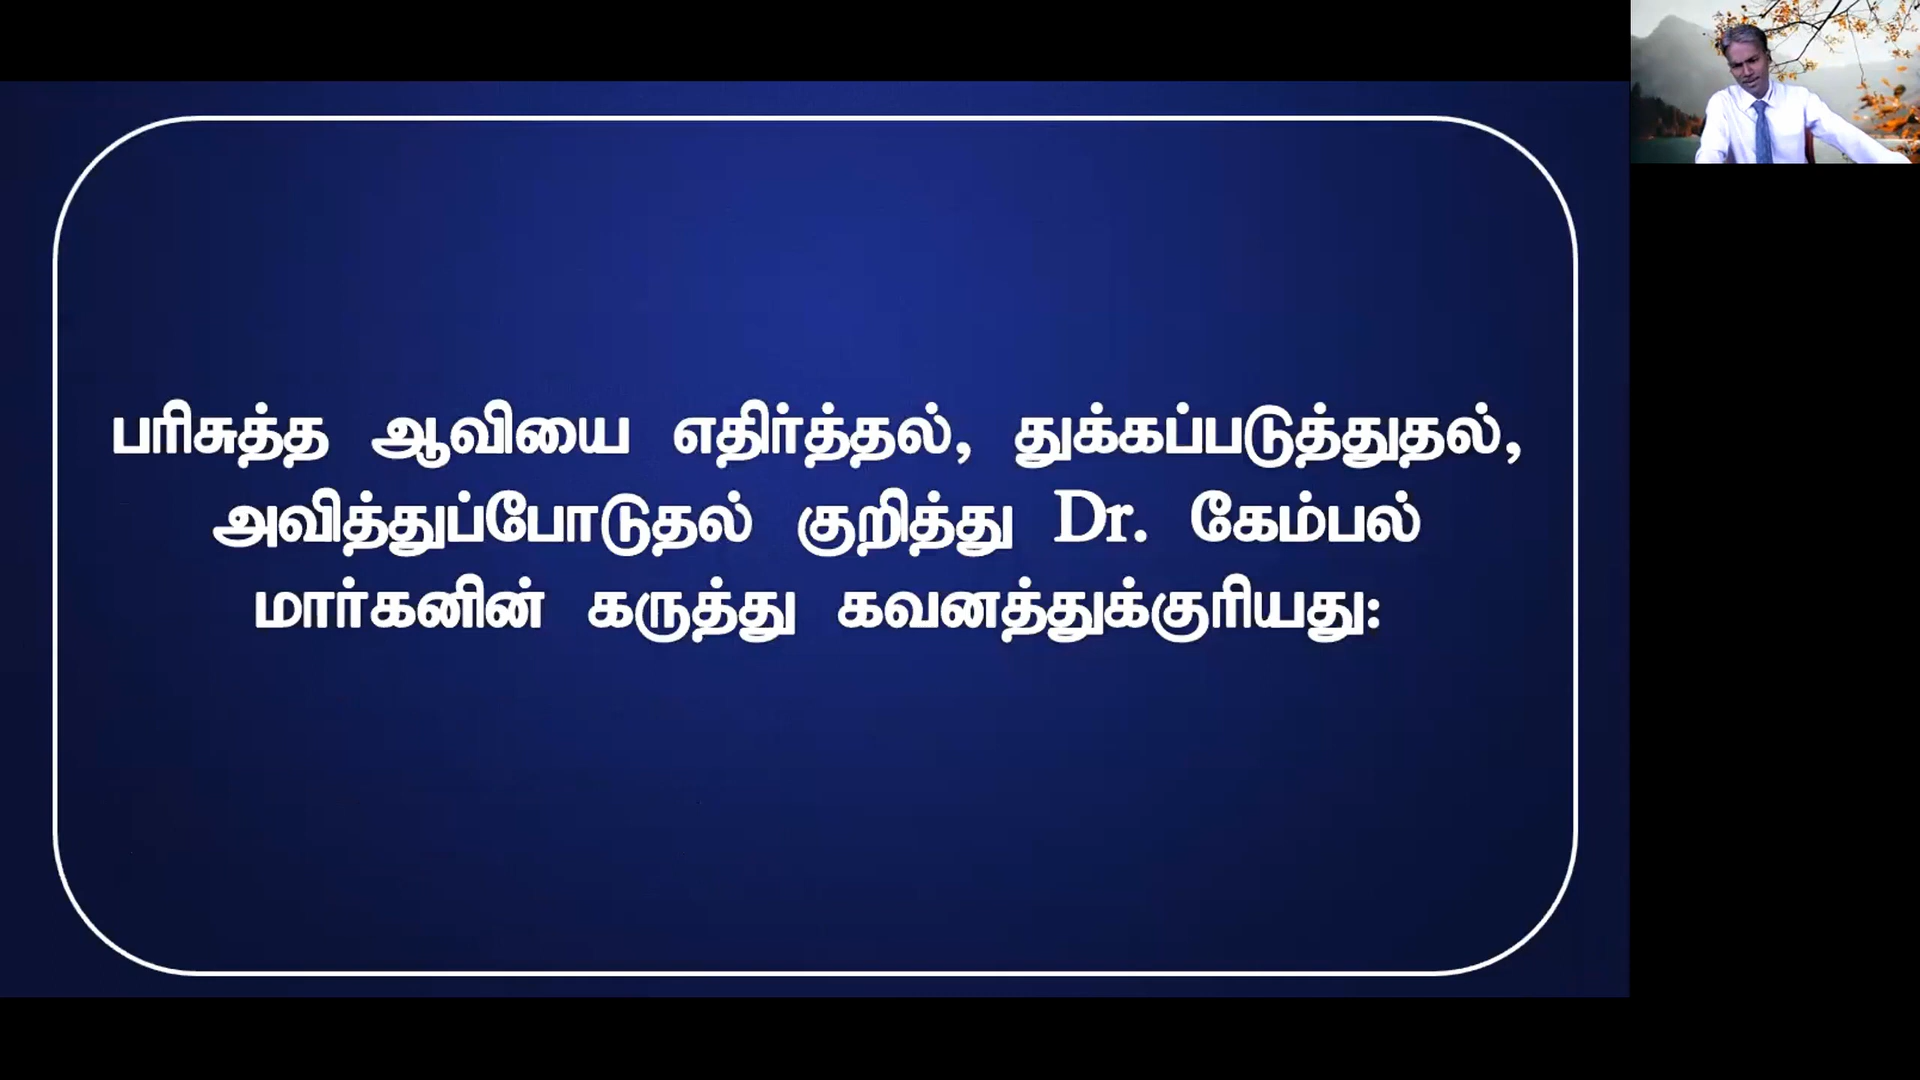 பரிசுத்த ஆவியை எதிர்த்தல், துக்கப்படுத்துதல்,
அவித்துப்போடுதல் குறித்து Dr. கேம்பல்
மார்கனின் கருத்து கவனத்துக்குரியது: